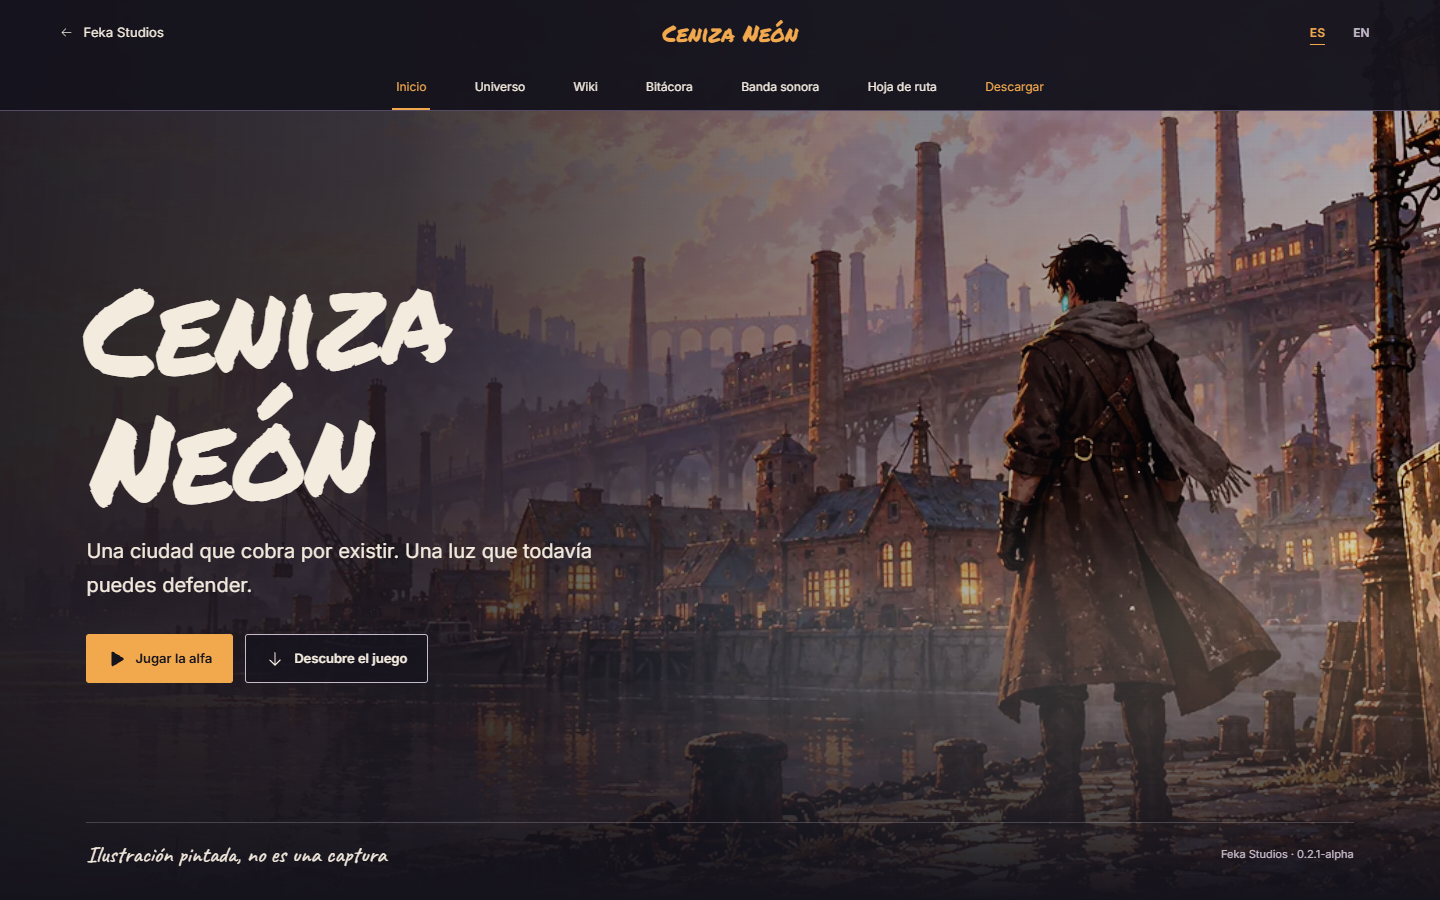 ← Feka Studios
Ceniza Neón
ES EN
Inicio Universo Wiki Bitácora Banda sonora Hoja de ruta Descargar
CENIZA
NEÓN
Una ciudad que cobra por existir. Una luz que todavía
puedes defender.
Jugar la alfa
Descubre el juego
Ilustración pintada, no es una captura
Feka Studios · 0.2.1-alpha